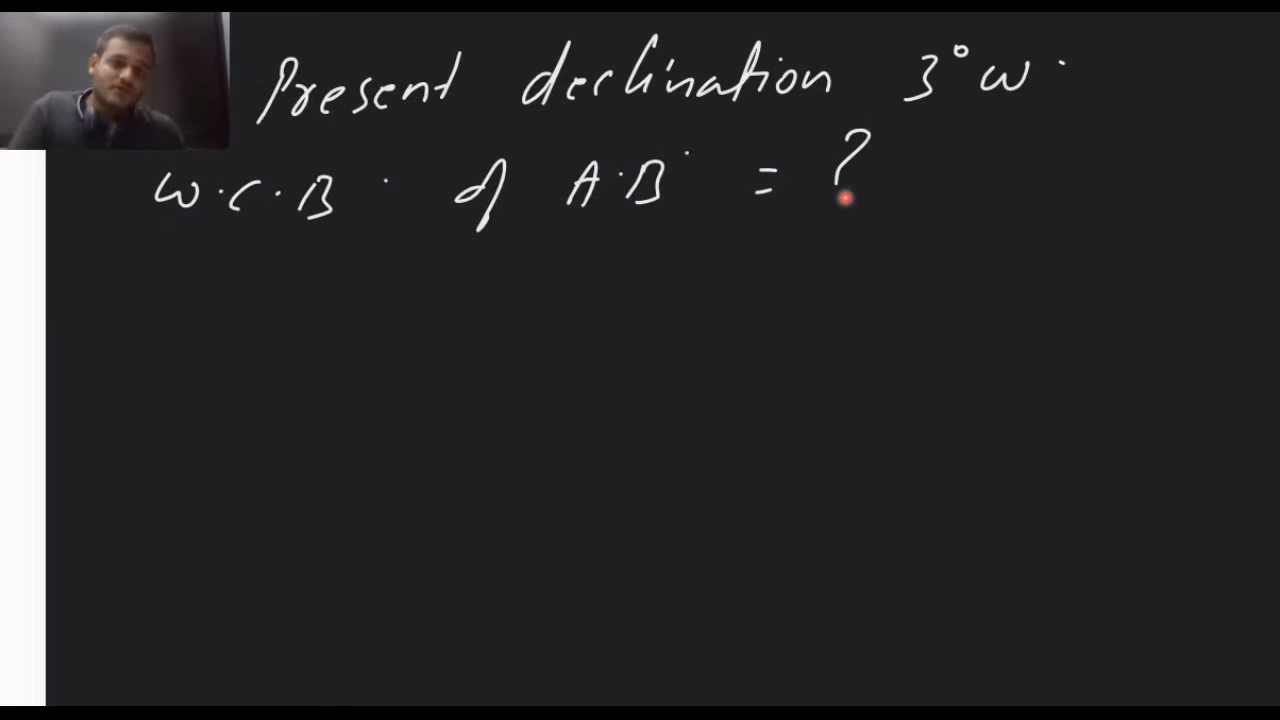 Present declination 3° W.
W.C.B. of A.B = ?